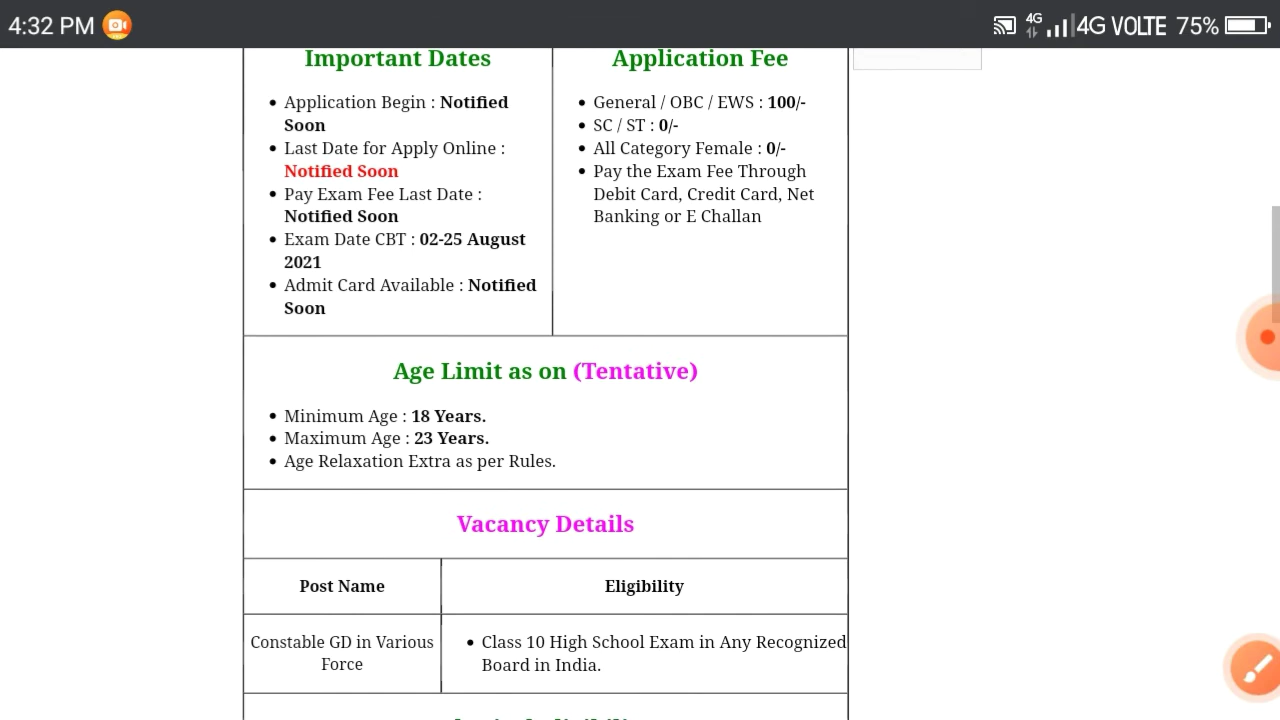 4:32 PM
4G 4G VOLTE 75%
Important Dates
• Application Begin : Notified
Soon
• Last Date for Apply Online :
Notified Soon
• Pay Exam Fee Last Date :
Notified Soon
• Exam Date CBT : 02-25 August
2021
• Admit Card Available : Notified
Soon
Application Fee
• General / OBC / EWS : 100/-
• SC / ST : 0/-
• All Category Female : 0/-
• Pay the Exam Fee Through
Debit Card, Credit Card, Net
Banking or E Challan
Age Limit as on (Tentative)
• Minimum Age : 18 Years.
• Maximum Age : 23 Years.
• Age Relaxation Extra as per Rules.
Vacancy Details
Post Name
Eligibility
Constable GD in Various
Force
• Class 10 High School Exam in Any Recognized
Board in India.